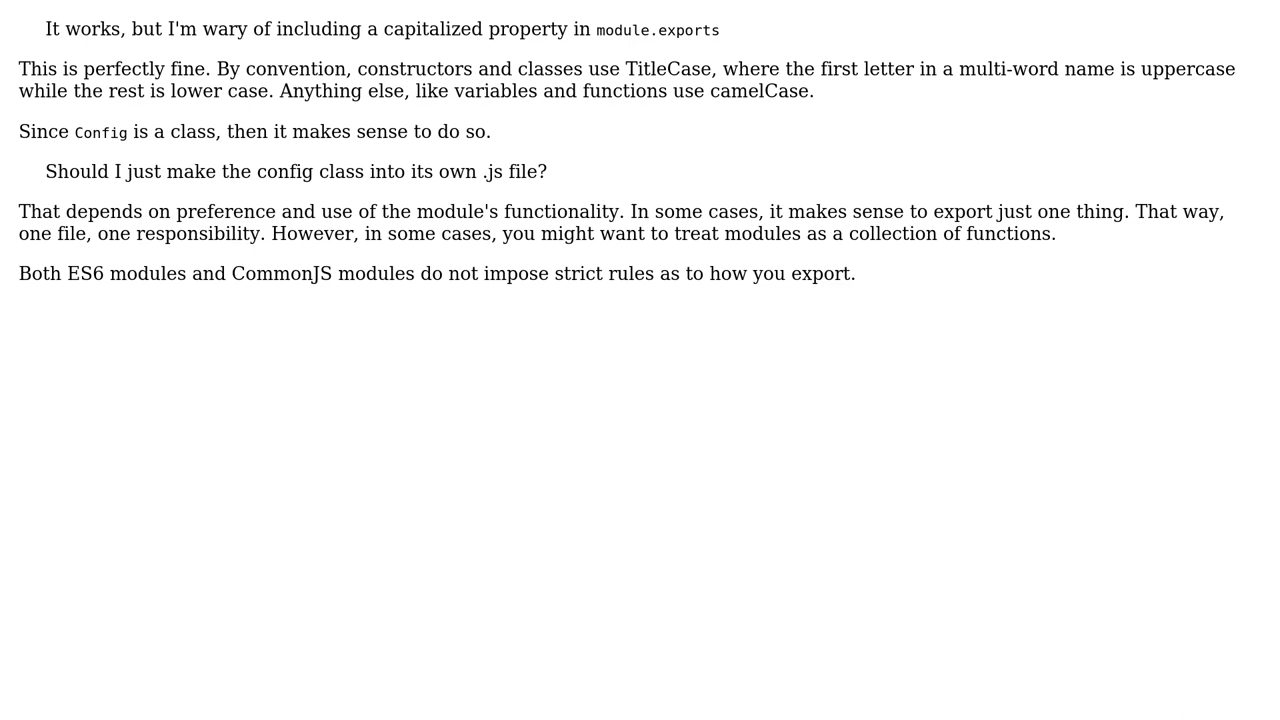 It works, but I'm wary of including a capitalized property in module.exports
This is perfectly fine. By convention, constructors and classes use TitleCase, where the first letter in a multi-word name is uppercase
while the rest is lower case. Anything else, like variables and functions use camelCase.
Since Config is a class, then it makes sense to do so.
Should I just make the config class into its own .js file?
That depends on preference and use of the module's functionality. In some cases, it makes sense to export just one thing. That way,
one file, one responsibility. However, in some cases, you might want to treat modules as a collection of functions.
Both ES6 modules and CommonJS modules do not impose strict rules as to how you export.